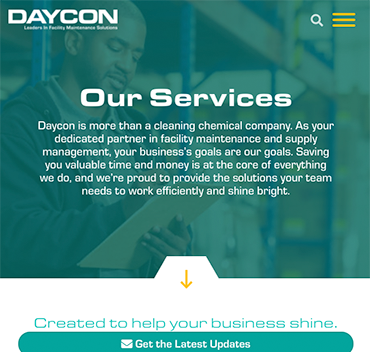 DAYCON
Leaders in Facility Maintenance Solutions
Our Services
Daycon is more than a cleaning chemical company. As your
dedicated partner in facility maintenance and supply
management, your business's goals are our goals. Saving
you valuable time and money is at the core of everything
we do, and we're proud to provide the solutions your team
needs to work efficiently and shine bright.
Created to help your business shine.
Get the Latest Updates